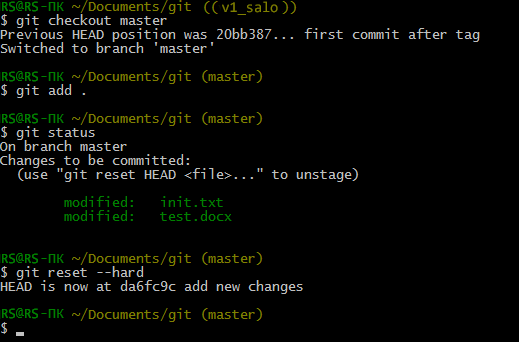 RS@RS-ПК ~/Documents/git ((v1_salo))
$ git checkout master
Previous HEAD position was 20bb387... first commit after tag
Switched to branch 'master'
RS@RS-ПК ~/Documents/git (master)
$ git add .
RS@RS-ПК ~/Documents/git (master)
$ git status
On branch master
Changes to be committed:
(use "git reset HEAD <file>..." to unstage)
modified: init.txt
modified: test.docx
RS@RS-ПК ~/Documents/git (master)
$ git reset --hard
HEAD is now at da6fc9c add new changes
RS@RS-ПК ~/Documents/git (master)
$